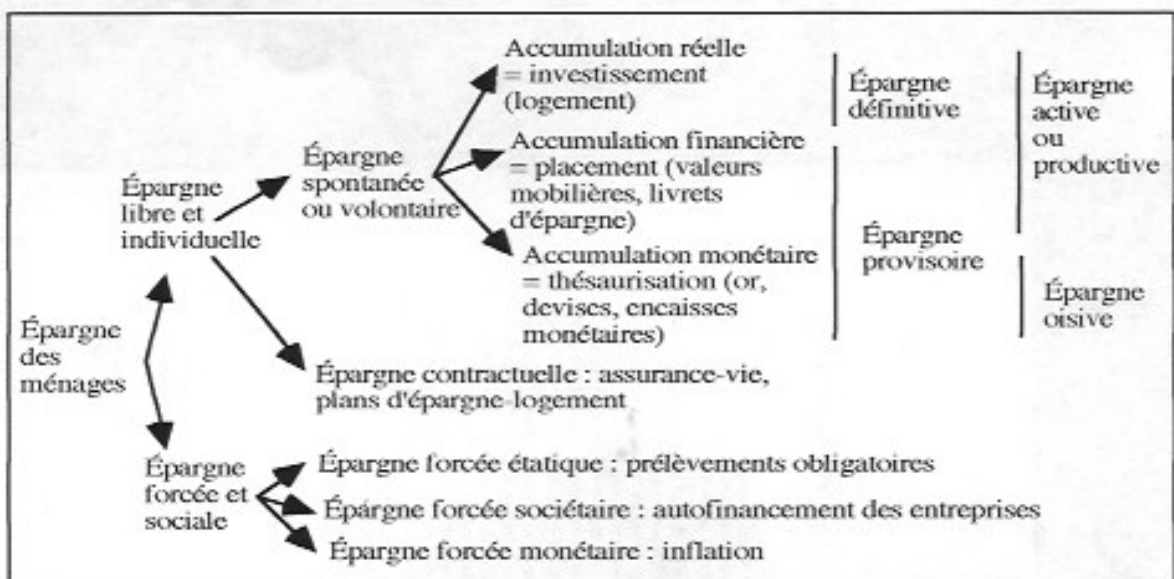 Accumulation réelle
= investissement
(logement)
Épargne
définitive
Épargne
active
ou
productive
Accumulation financière
= placement (valeurs
mobilières, livrets
d'épargne)
Épargne
spontanée
ou volontaire
Épargne
libre et
individuelle
Épargne
provisoire
Accumulation monétaire
= thésaurisation (or,
devises, encaisses
monétaires)
Épargne
oisive
Épargne
des
ménages
Épargne contractuelle : assurance-vie,
plans d'épargne-logement
Épargne
forcée et
sociale
Épargne forcée étatique : prélèvements obligatoires
Épárgne forcée sociétaire : autofinancement des entreprises
Épargne forcée monétaire : inflation